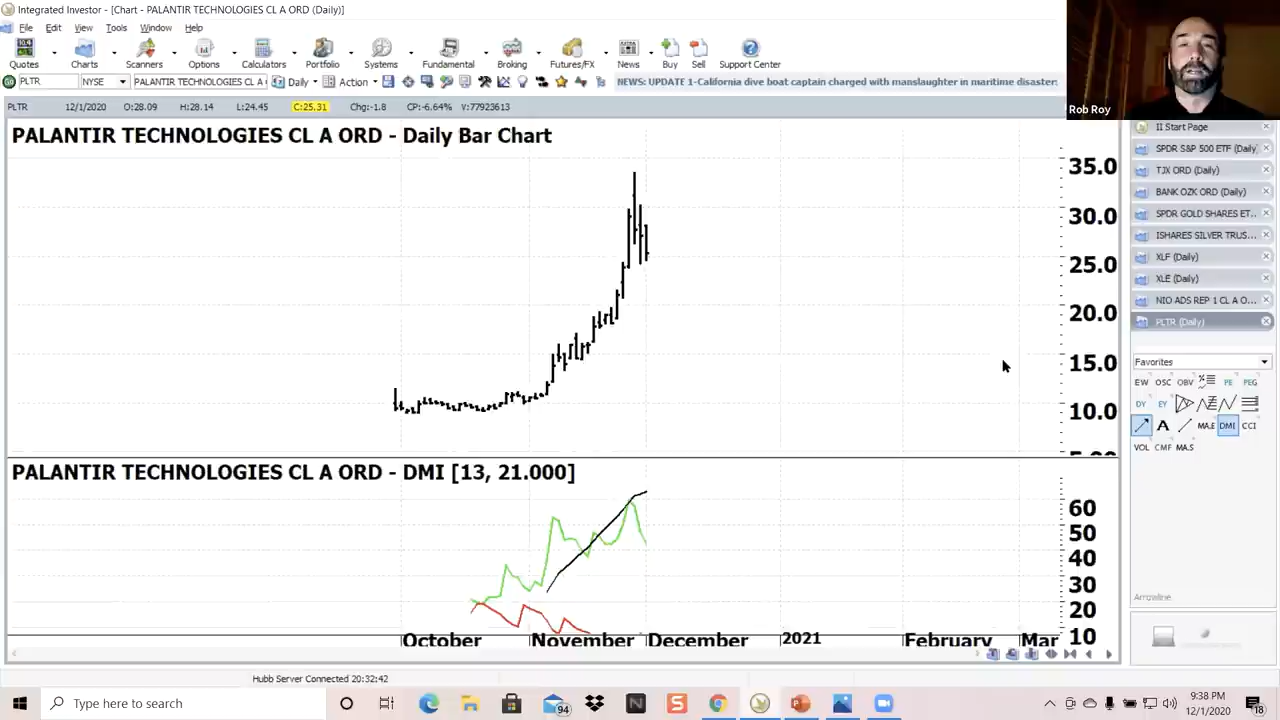 Integrated Investor - [Chart - PALANTIR TECHNOLOGIES CL A ORD (Daily)]
File Edit View Tools Window Help
10.4
Quotes Charts Scanners Options Calculators Portfolio Systems Fundamental Broking Futures/FX News Buy Sell Support Center
PLTR NYSE PALANTIR TECHNOLOGIES CL A Daily Action NEWS: UPDATE 1-California dive boat captain charged with manslaughter in maritime disaster:
PLTR 12/1/2020 O:28.09 H:28.14 L:24.45 C:25.31 Chg:-1.8 CP:-6.64% V:77923613
Rob Roy
PALANTIR TECHNOLOGIES CL A ORD - Daily Bar Chart
35.0
30.0
25.0
20.0
15.0
10.0
PALANTIR TECHNOLOGIES CL A ORD - DMI [13, 21.000]
60
50
40
30
20
10
October November December 2021 February Mar
II Start Page
SPDR S&P 500 ETF (Daily)
TJX ORD (Daily)
BANK OZK ORD (Daily)
SPDR GOLD SHARES ET...
ISHARES SILVER TRUS...
XLF (Daily)
XLE (Daily)
NIO ADS REP 1 CL A O...
PLTR (Daily)
Favorites
EW OSC OBV PE PEG
DY EY
A MA.E DMI CCI
VOL CMF MA.S
Arrowline
Hubb Server Connected 20:32:42
Type here to search
94
N
S
9:38 PM
12/1/2020
18